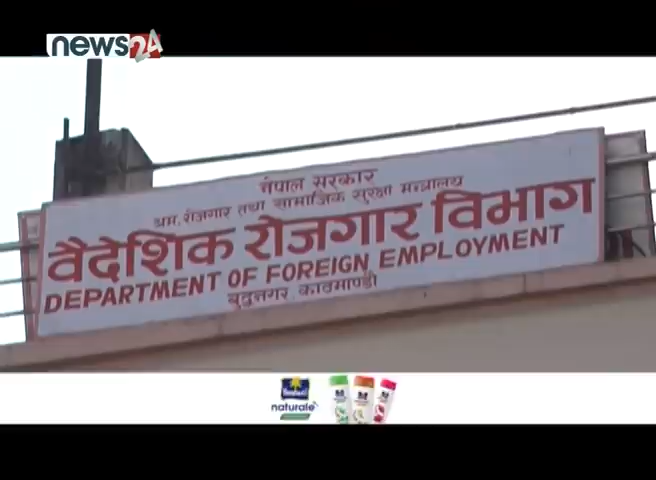 news24
नेपाल सरकार
श्रम, रोजगार तथा सामाजिक सुरक्षा मन्त्रालय
वैदेशिक रोजगार विभाग
DEPARTMENT OF FOREIGN EMPLOYMENT
बुद्धनगर, काठमाण्डौ
naturale